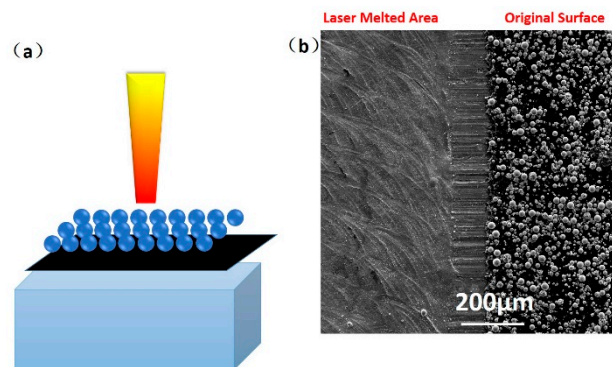 Laser Melted Area Original Surface
（a）
（b）
200μm